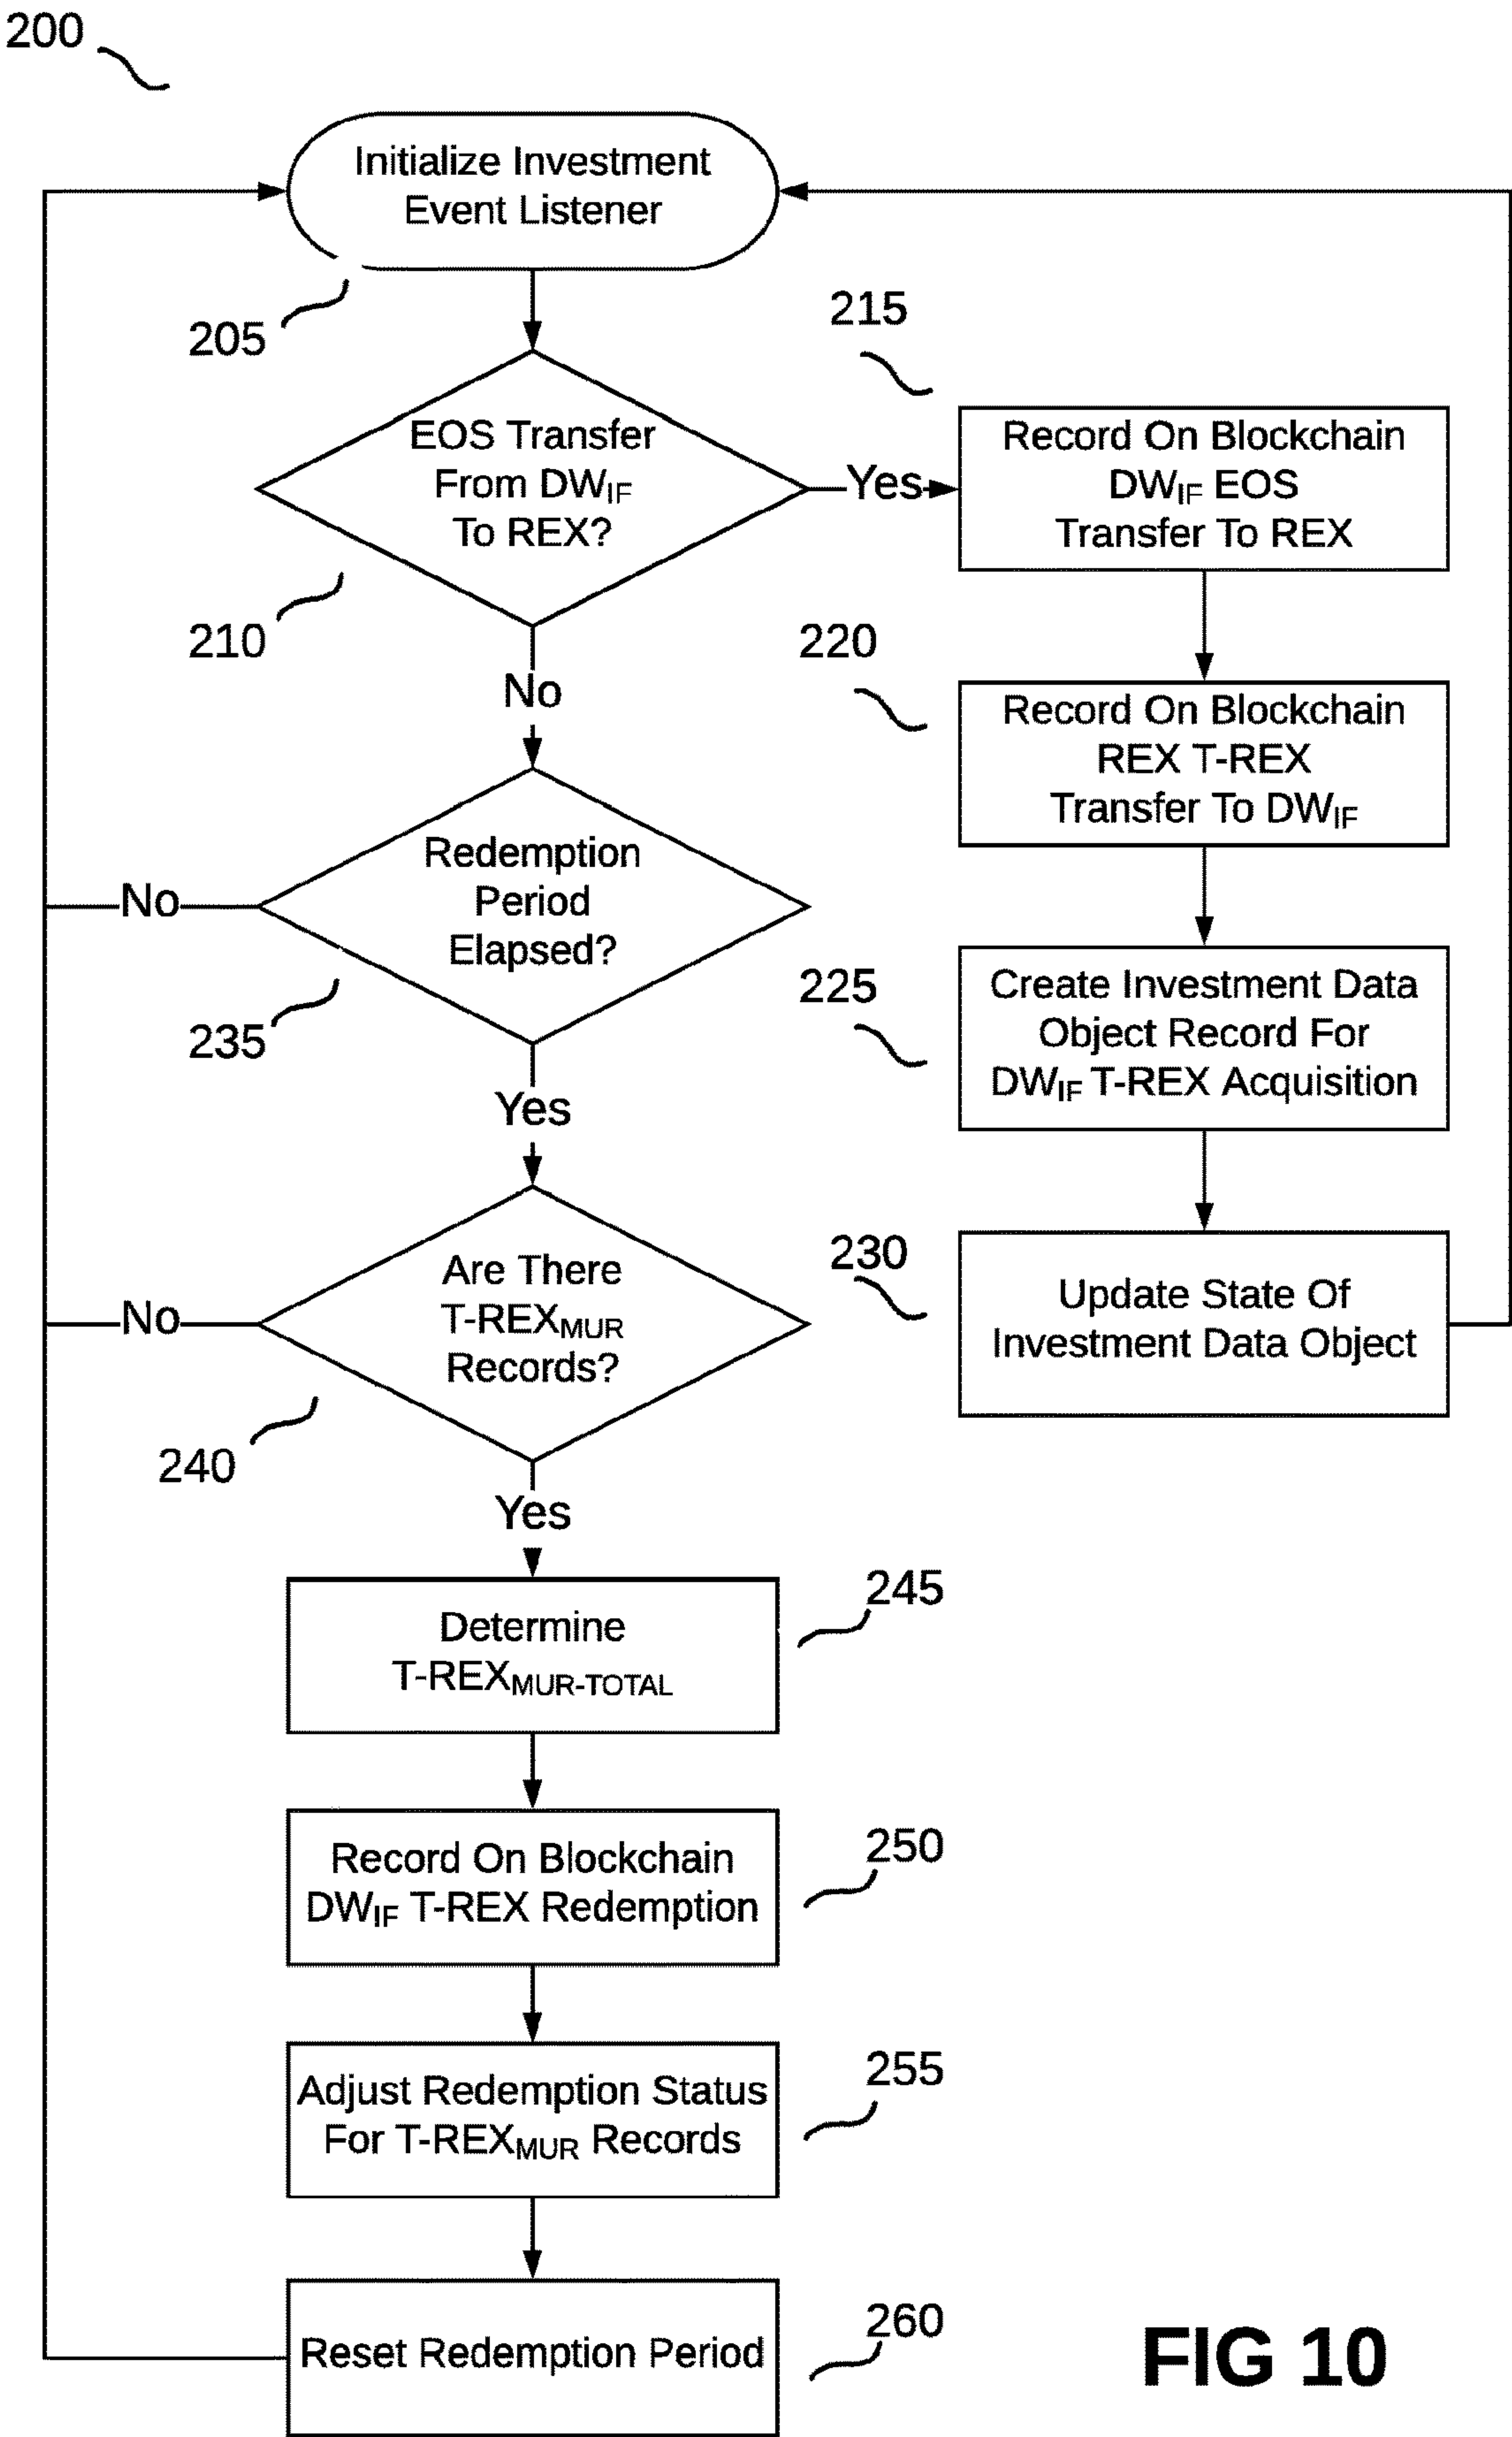 200
Initialize Investment
Event Listener
205
EOS Transfer
From DWIF
To REX?
210
Yes
215
Record On Blockchain
DWIF EOS
Transfer To REX
220
Record On Blockchain
REX T-REX
Transfer To DWIF
225
Create Investment Data
Object Record For
DWIF T-REX Acquisition
230
Update State Of
Investment Data Object
No
Redemption
Period
Elapsed?
235
No
Yes
Are There
T-REXMUR
Records?
240
No
Yes
Determine
T-REXMUR-TOTAL
245
Record On Blockchain
DWIF T-REX Redemption
250
Adjust Redemption Status
For T-REXMUR Records
255
Reset Redemption Period
260
FIG 10